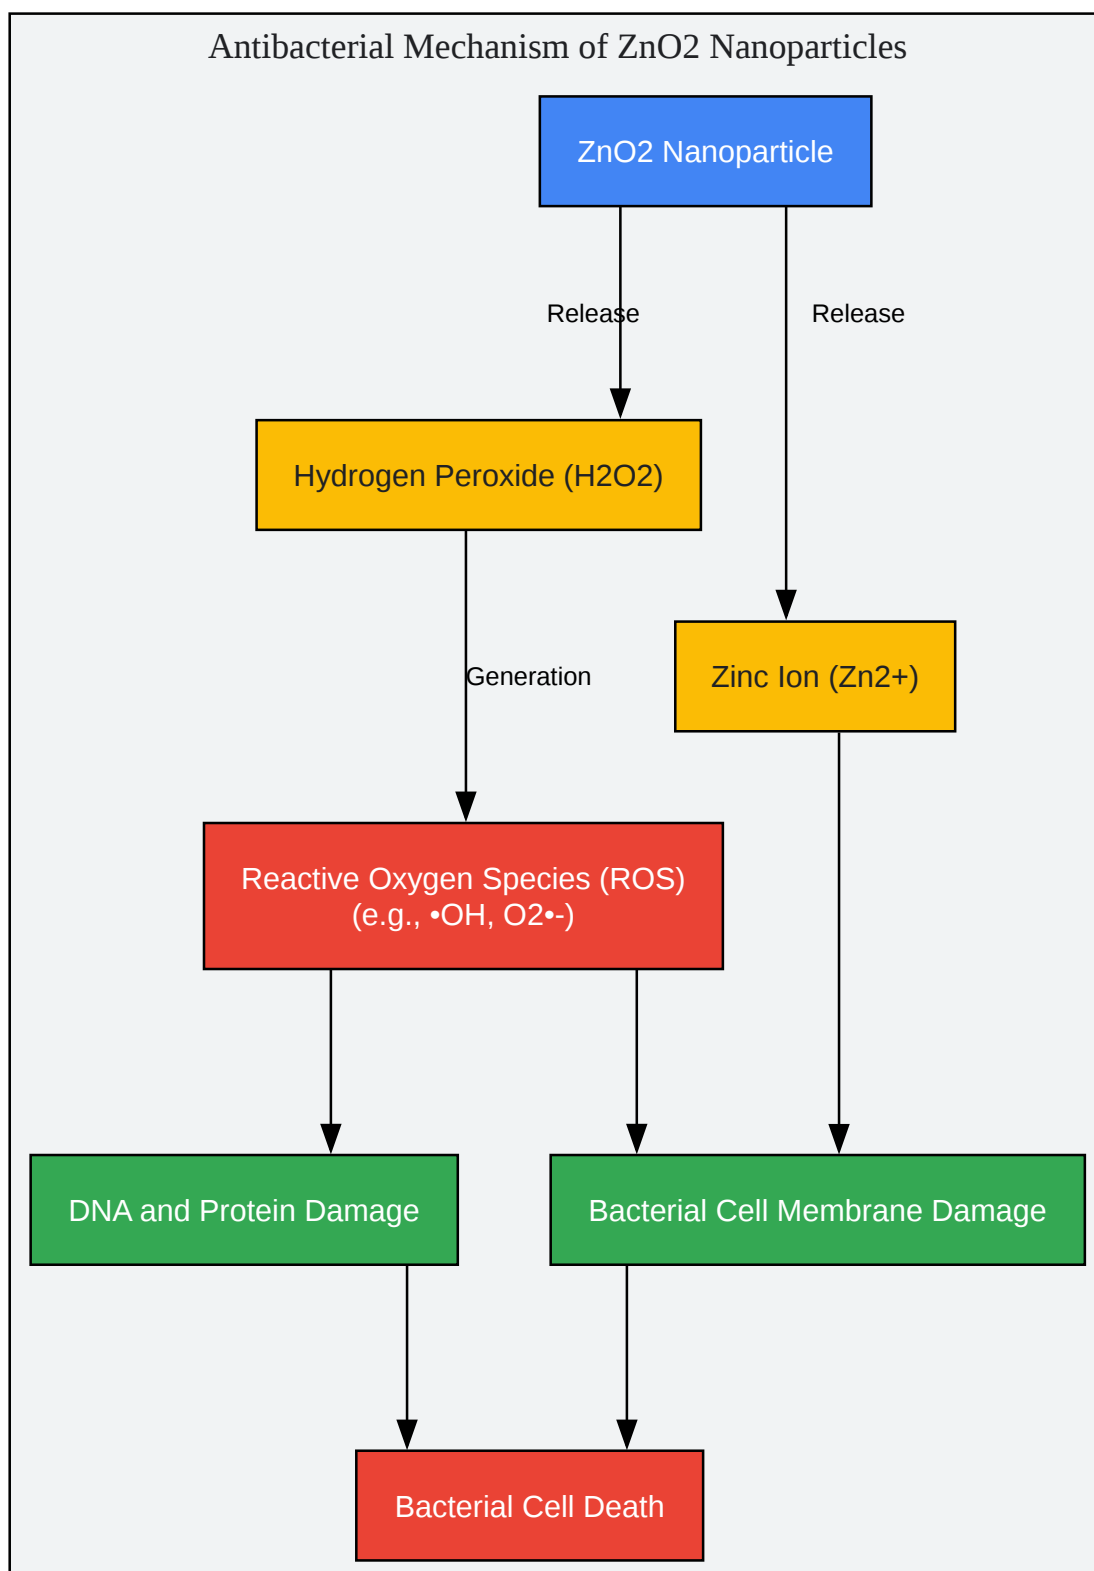 Antibacterial Mechanism of ZnO2 Nanoparticles
ZnO2 Nanoparticle
Release
Release
Hydrogen Peroxide (H2O2)
Generation
Zinc Ion (Zn2+)
Reactive Oxygen Species (ROS)
(e.g., •OH, O2•-)
DNA and Protein Damage
Bacterial Cell Membrane Damage
Bacterial Cell Death